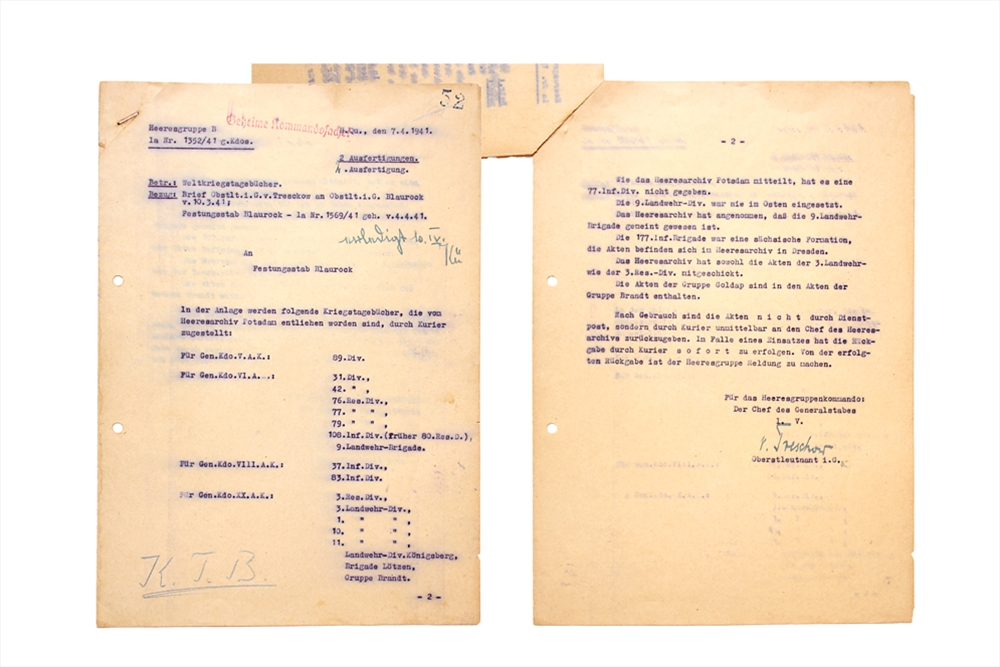 52
Geheime Kommandosache
Heeresgruppe B
H.Qu., den 7.4.1941.
Ia Nr. 1352/41 g.Kdos.
2 Ausfertigungen.
.Ausfertigung.
Betr.: Weltkriegstagebücher.
Bezug: Brief Obstlt.i.G.v.Tresckow an Obstlt.i.G. Blaurock
v.10.3.41;
Festungsstab Blaurock - Ia Nr.1569/41 geh. v.4.4.41.
erledigt
An
Festungsstab Blaurock
In der Anlage werden folgende Kriegstagebücher, die vom
Heeresarchiv Potsdam entliehen worden sind, durch Kurier
zugestellt:
Für Gen.Kdo.V.A.K.: 89.Div.
Für Gen.Kdo.VI.A.K.: 31.Div.,
42. " ,
76.Res.Div.,
77. " " ,
79. " " ,
108.Inf.Div.(früher 80.Res.D.),
9.Landwehr-Brigade.
Für Gen.Kdo.VIII.A.K.: 37.Inf.Div.,
83.Inf.Div.
Für Gen.Kdo.XX.A.K.: 3.Res.Div.,
3.Landwehr-Div.,
1. " " ,
10. " " ,
11. " " ,
Landwehr-Div.Königsberg,
Brigade Lötzen,
Gruppe Brandt.
K. T. B.
- 2 -
- 2 -
Wie das Heeresarchiv Potsdam mitteilt, hat es eine
77.Inf.Div. nicht gegeben.
Die 9.Landwehr-Div. war nie im Osten eingesetzt.
Das Heeresarchiv hat angenommen, daß die 9.Landwehr-
Brigade gemeint gewesen ist.
Die 177.Inf.Brigade war eine sächsische Formation,
die Akten befinden sich im Heeresarchiv in Dresden.
Das Heeresarchiv hat sowohl die Akten der 3.Landwehr-
wie der 3.Res.-Div. mitgeschickt.
Die Akten der Gruppe Goldap sind in den Akten der
Gruppe Brandt enthalten.
Nach Gebrauch sind die Akten n i c h t durch Dienst-
post, sondern durch Kurier unmittelbar an den Chef des Heeres-
archivs zurückzugeben. Im Falle eines Einsatzes hat die Rück-
gabe durch Kurier s o f o r t zu erfolgen. Von der erfolg-
ten Rückgabe ist der Heeresgruppe Meldung zu machen.
Für das Heeresgruppenkommando:
Der Chef des Generalstabes
I. V.
v. Tresckow
Oberstleutnant i.G.